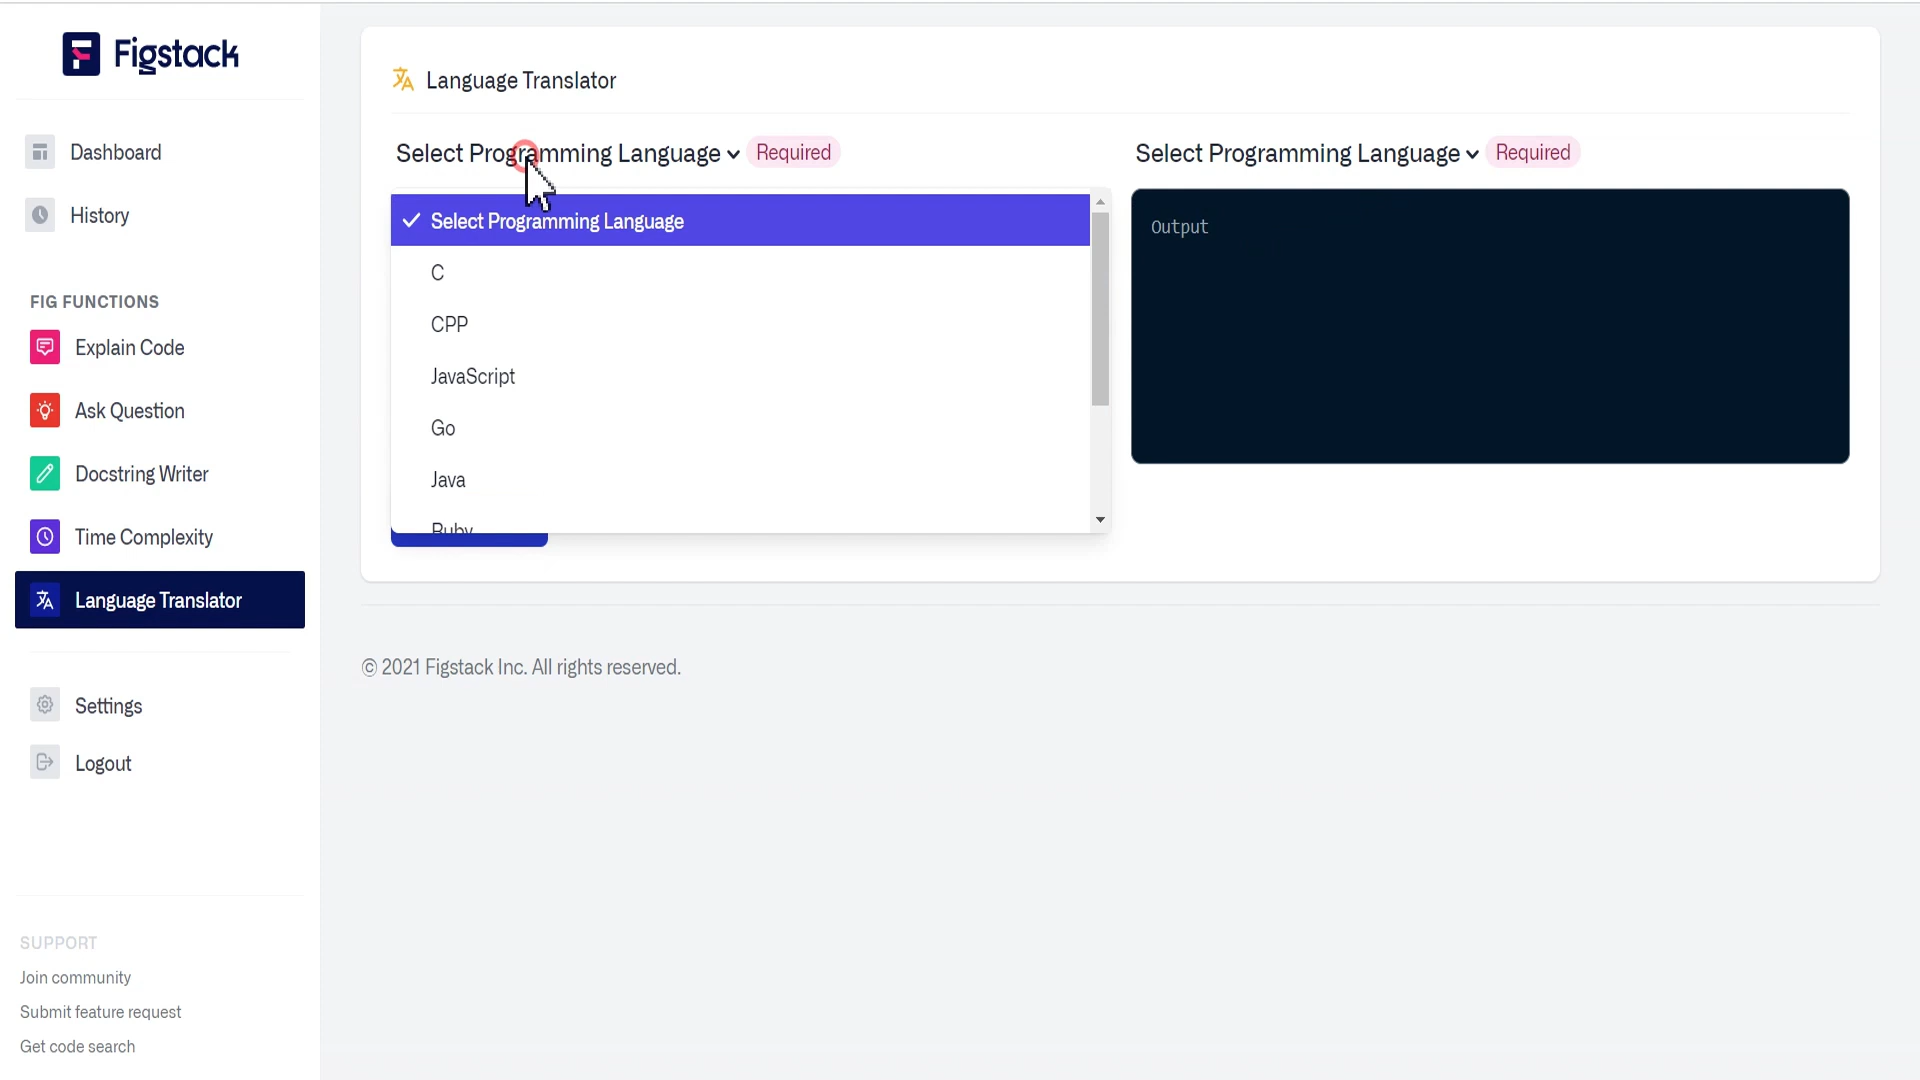 Figstack
Dashboard
History
FIG FUNCTIONS
Explain Code
Ask Question
Docstring Writer
Time Complexity
Language Translator
Settings
Logout
SUPPORT
Join community
Submit feature request
Get code search
Language Translator
Select Programming Language Required
Select Programming Language
C
CPP
JavaScript
Go
Java
Ruby
Select Programming Language Required
Output
© 2021 Figstack Inc. All rights reserved.